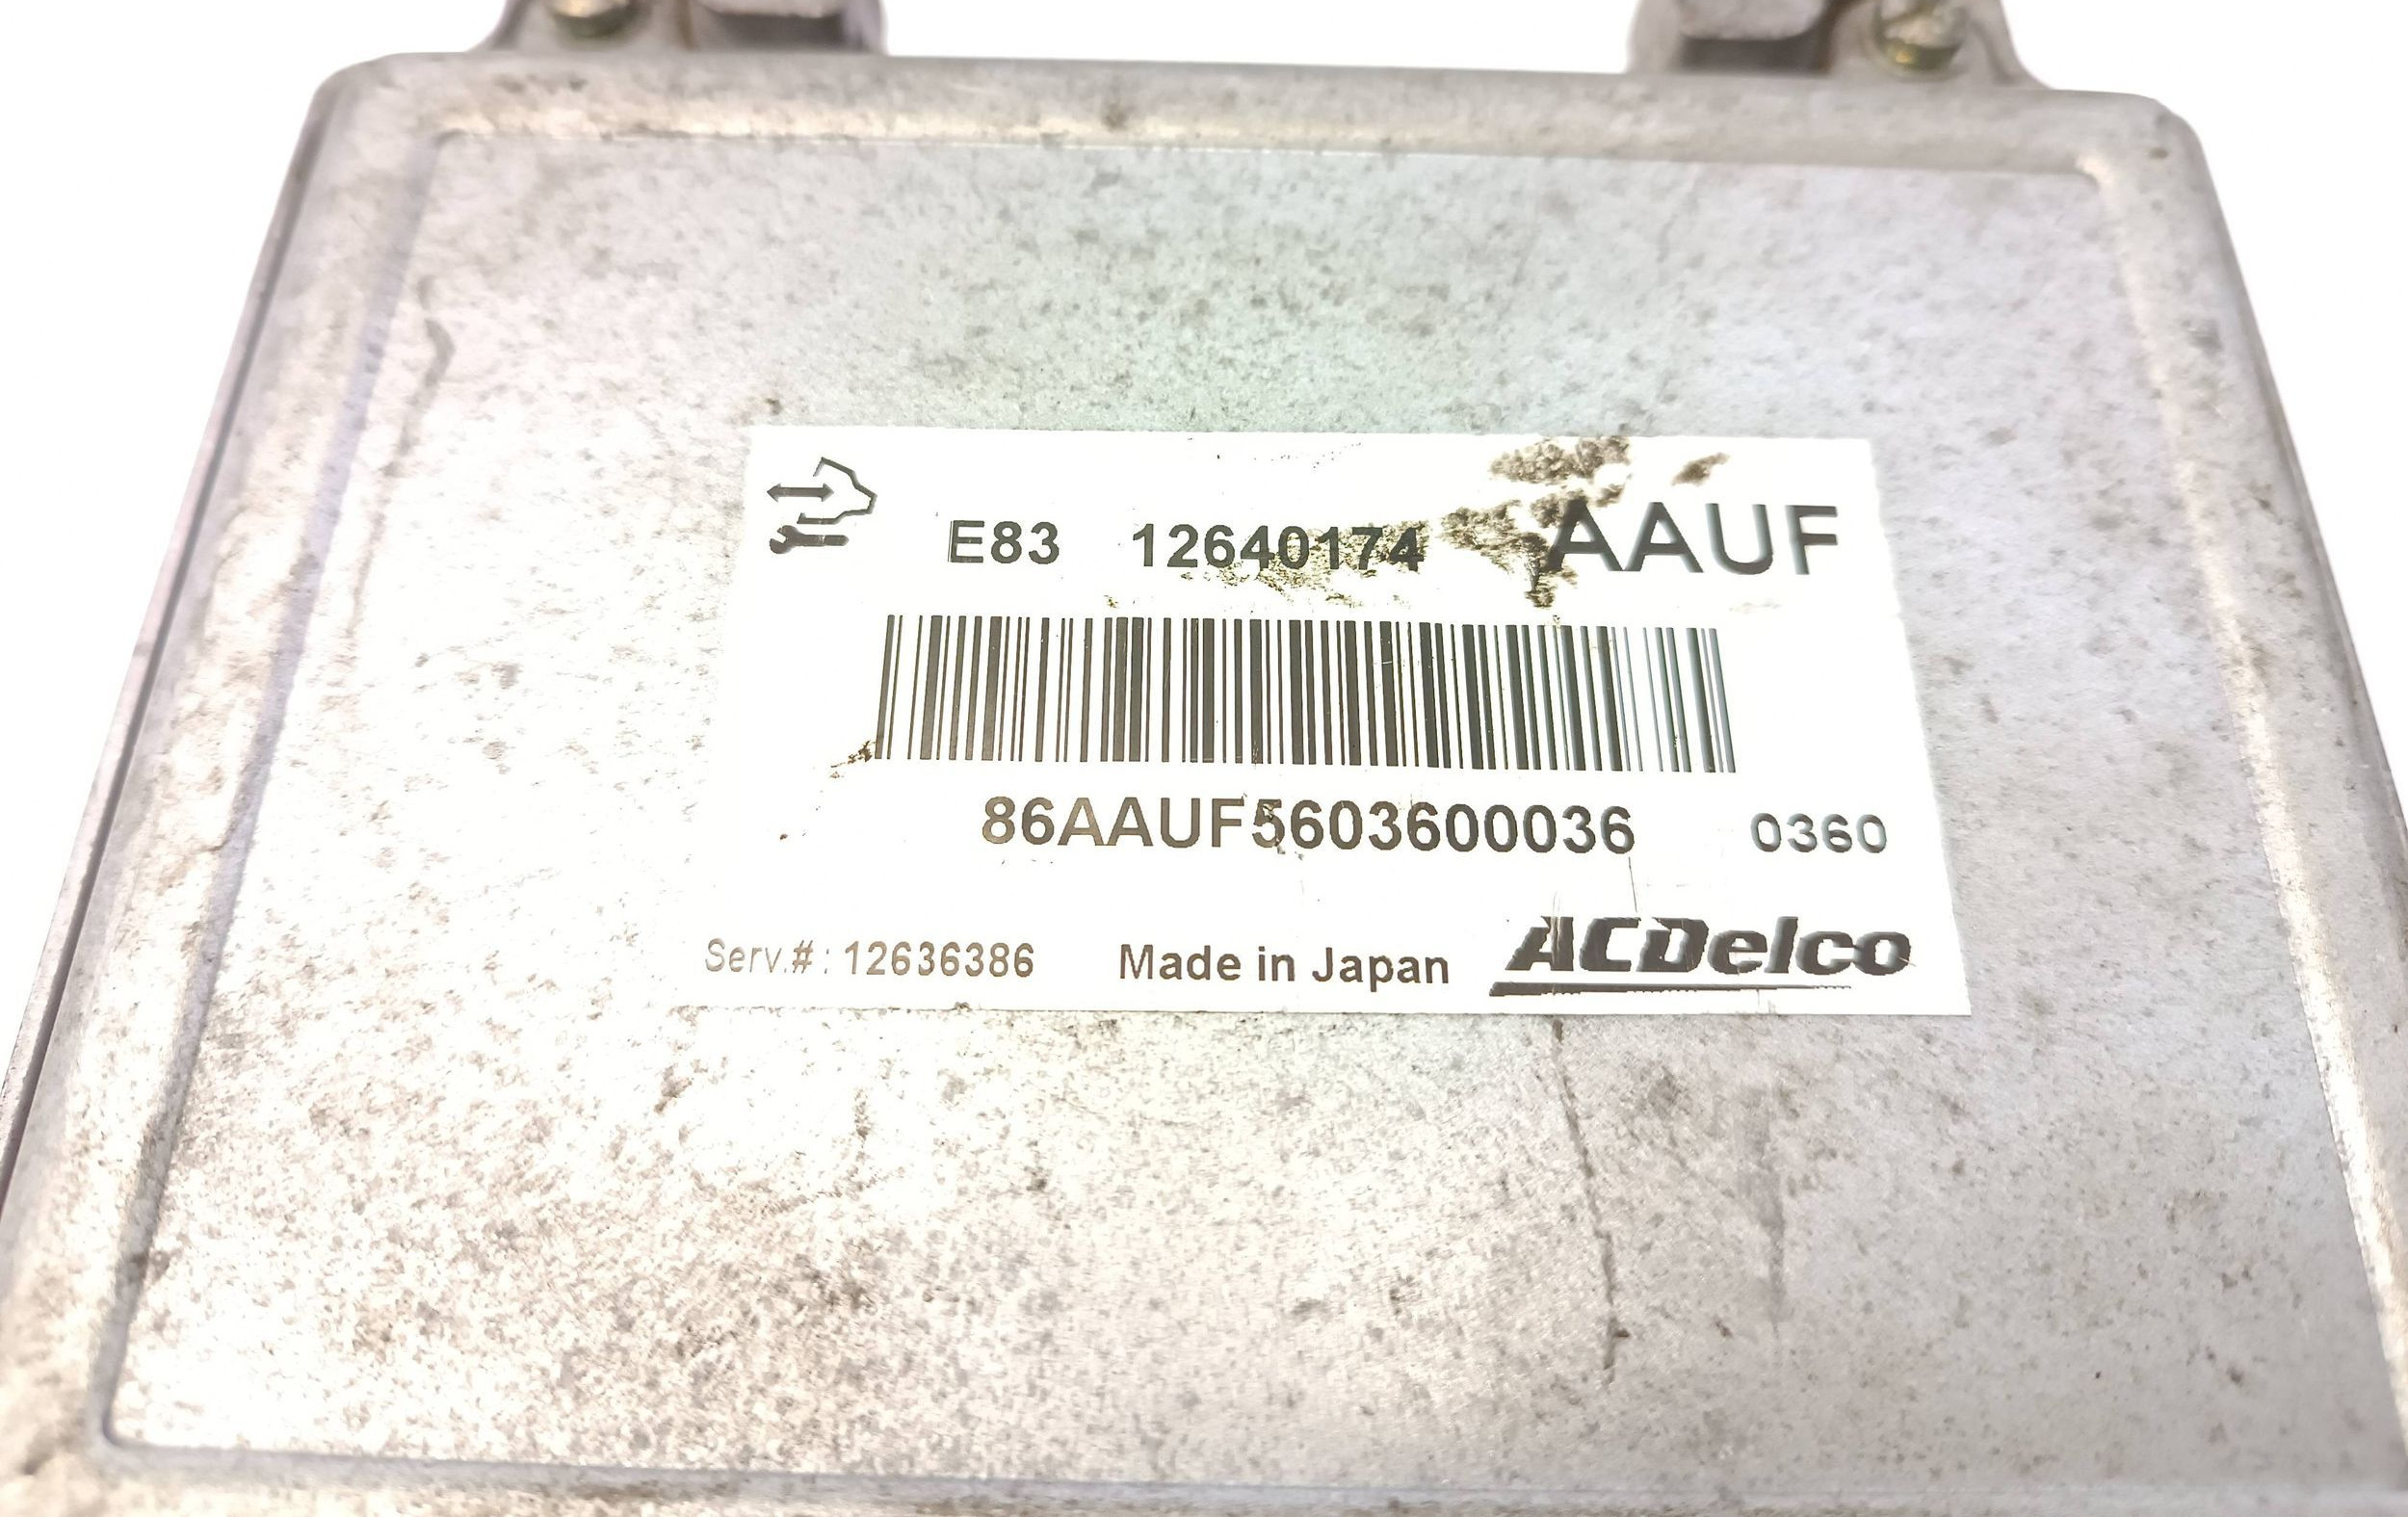 E83 12640174 AAUF
86AAUF5603600036 0360
Serv.#: 12636386 Made in Japan ACDelco